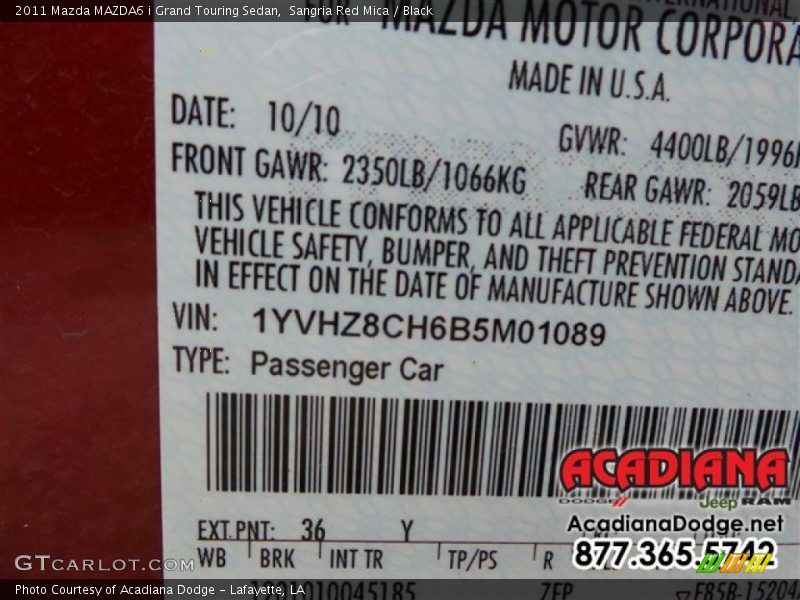 2011 Mazda MAZDA6 i Grand Touring Sedan,  Sangria Red Mica / Black
MAZDA MOTOR CORPORA
MADE IN U.S.A.
DATE: 10/10
GVWR: 4400LB/1996
FRONT GAWR: 2350LB/1066KG
REAR GAWR: 2059LB
THIS VEHICLE CONFORMS TO ALL APPLICABLE FEDERAL MO
VEHICLE SAFETY, BUMPER, AND THEFT PREVENTION STANDA
IN EFFECT ON THE DATE OF MANUFACTURE SHOWN ABOVE.
VIN: 1YVHZ8CH6B5M01089
TYPE: Passenger Car
ACADIANA
DODGE Jeep RAM
AcadianaDodge.net
877.365.5742
EXT.PNT: 36 Y
WB BRK INT TR TP/PS R
GTCARLOT.COM
Photo Courtesy of Acadiana Dodge - Lafayette, LA